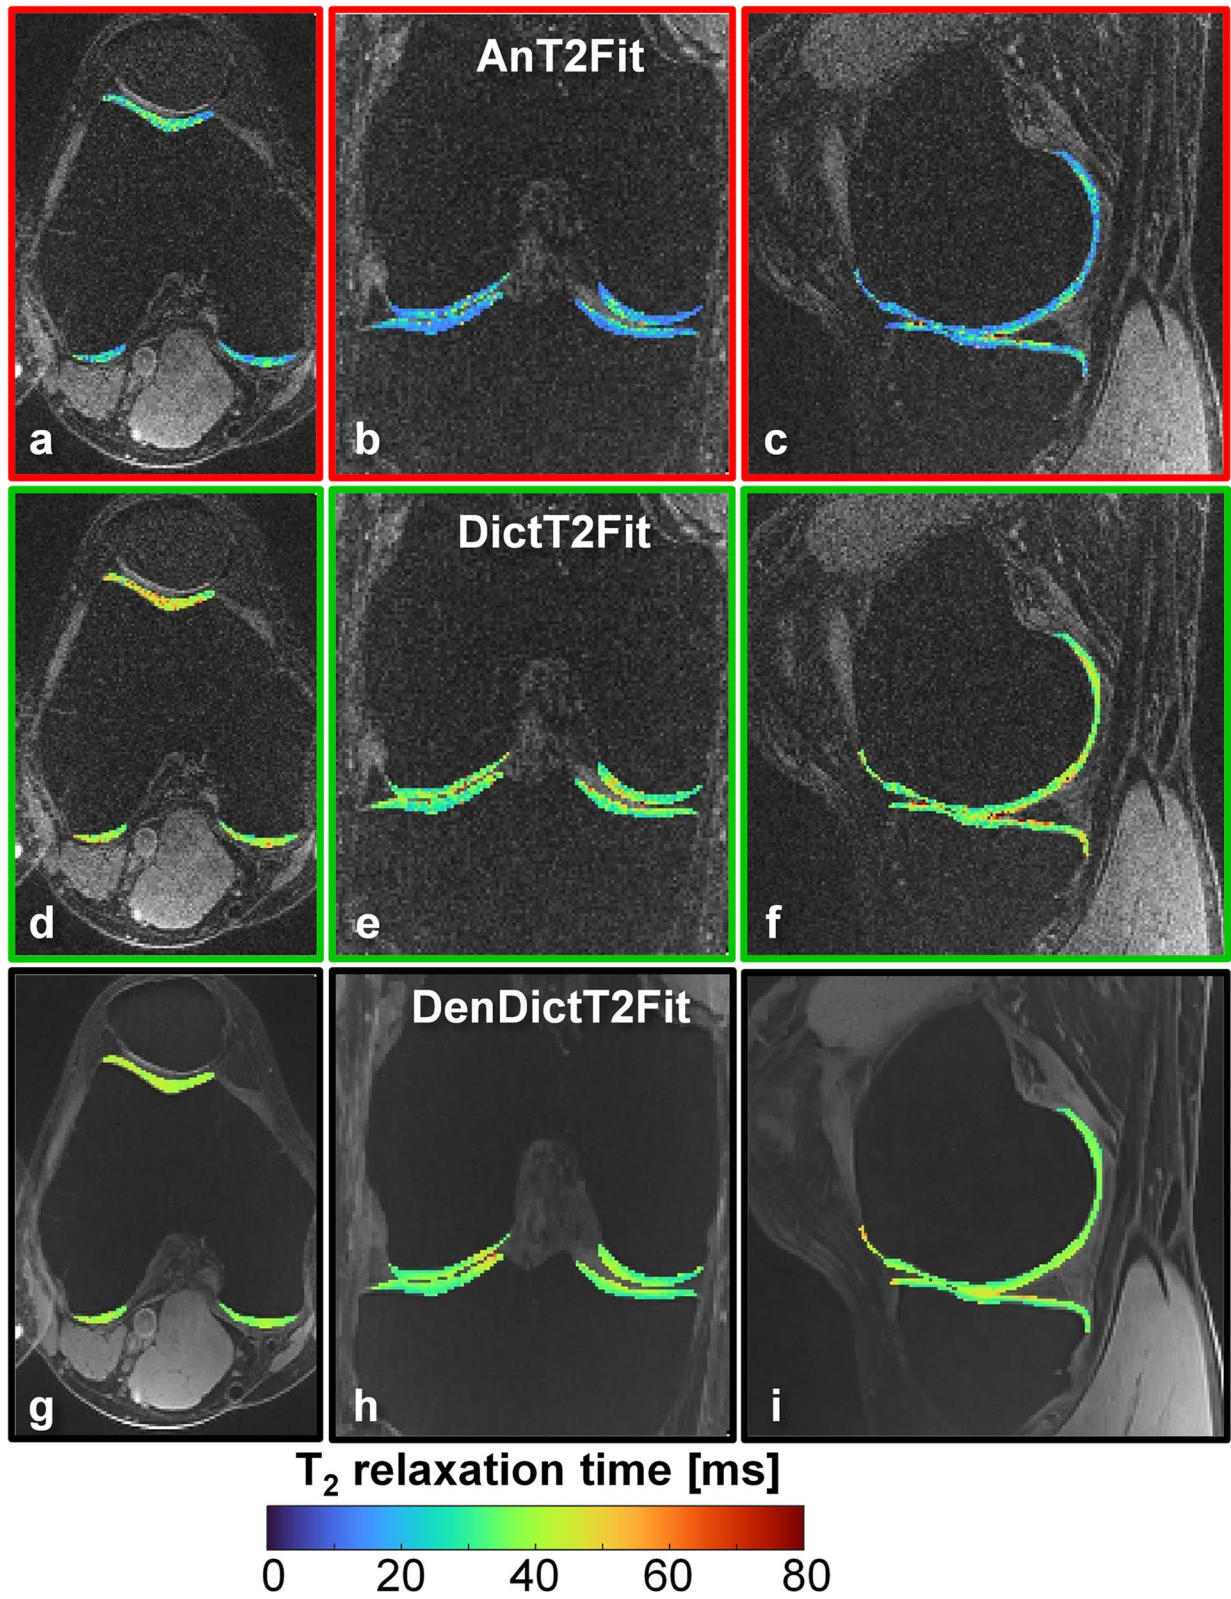 AnT2Fit
a
b
c
DictT2Fit
d
e
f
DenDictT2Fit
g
h
i
T₂ relaxation time [ms]
0 20 40 60 80